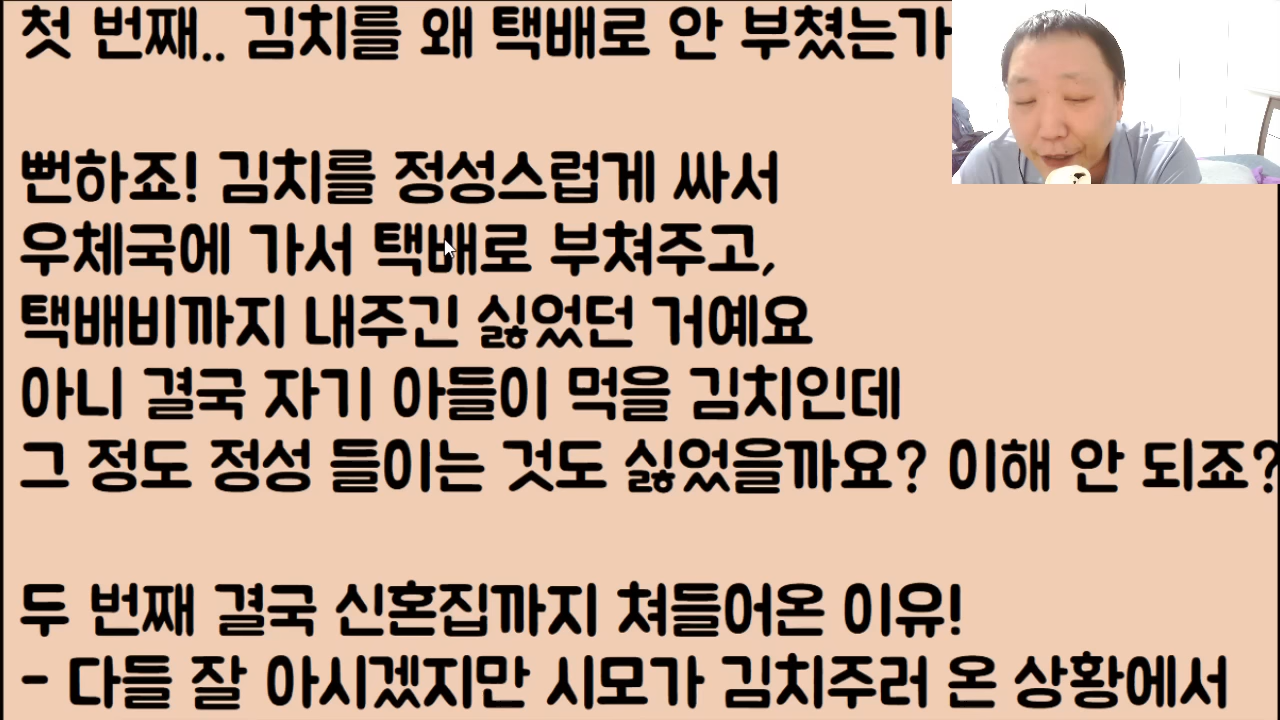 첫 번째.. 김치를 왜 택배로 안 부쳤는가
뻔하죠! 김치를 정성스럽게 싸서
우체국에 가서 택배로 부쳐주고,
택배비까지 내주긴 싫었던 거예요
아니 결국 자기 아들이 먹을 김치인데
그 정도 정성 들이는 것도 싫었을까요? 이해 안 되죠?
두 번째 결국 신혼집까지 쳐들어온 이유!
- 다들 잘 아시겠지만 시모가 김치주러 온 상황에서